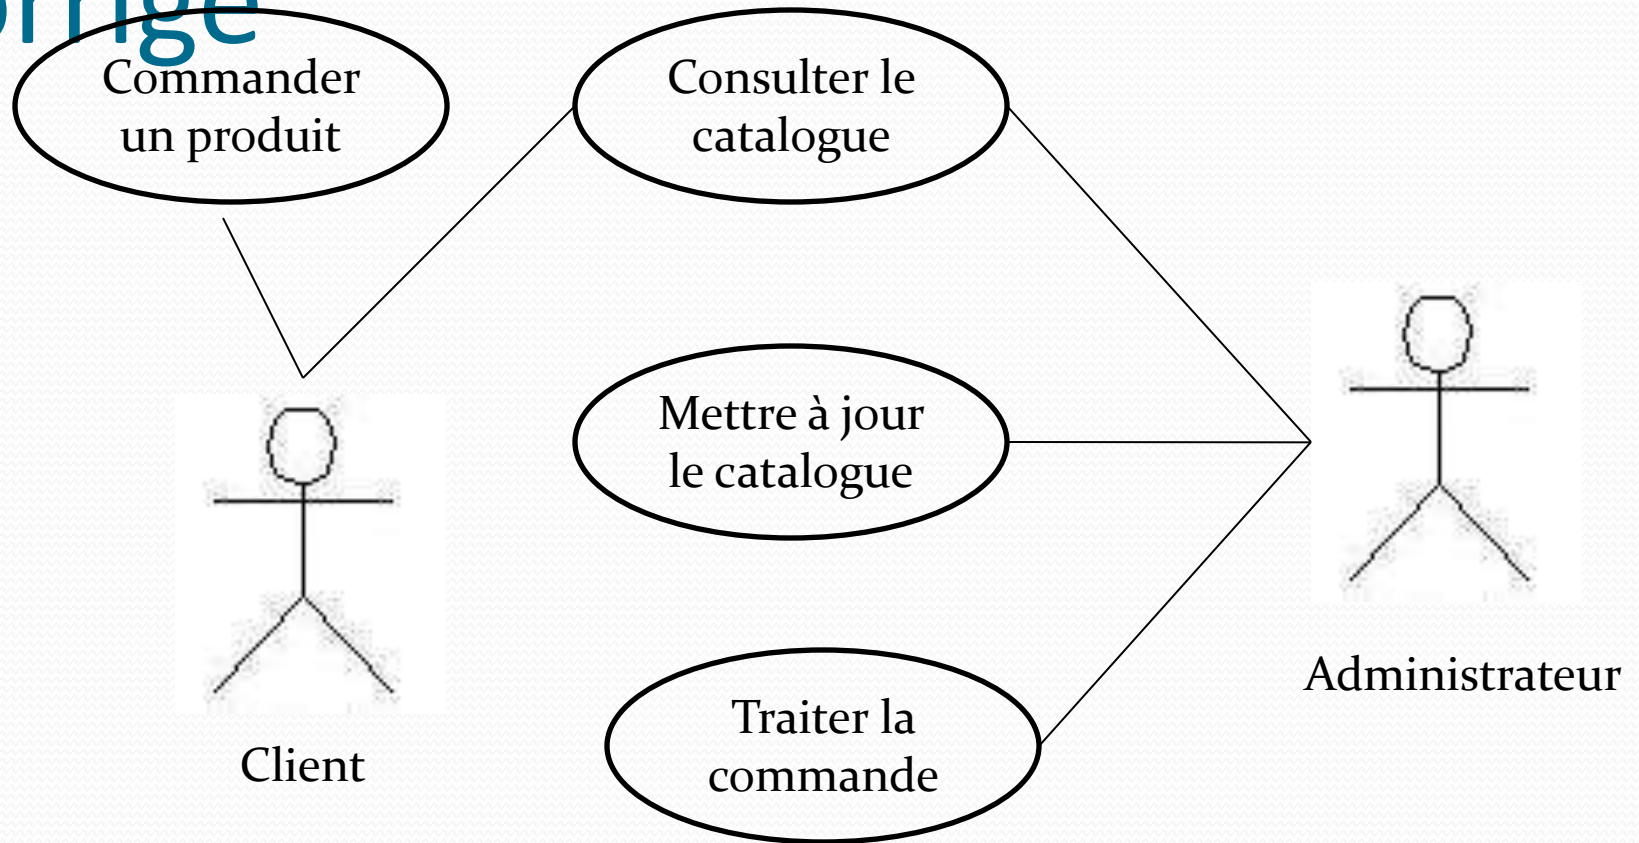 Commander
un produit
Consulter le
catalogue
Mettre à jour
le catalogue
Traiter la
commande
Client
Administrateur